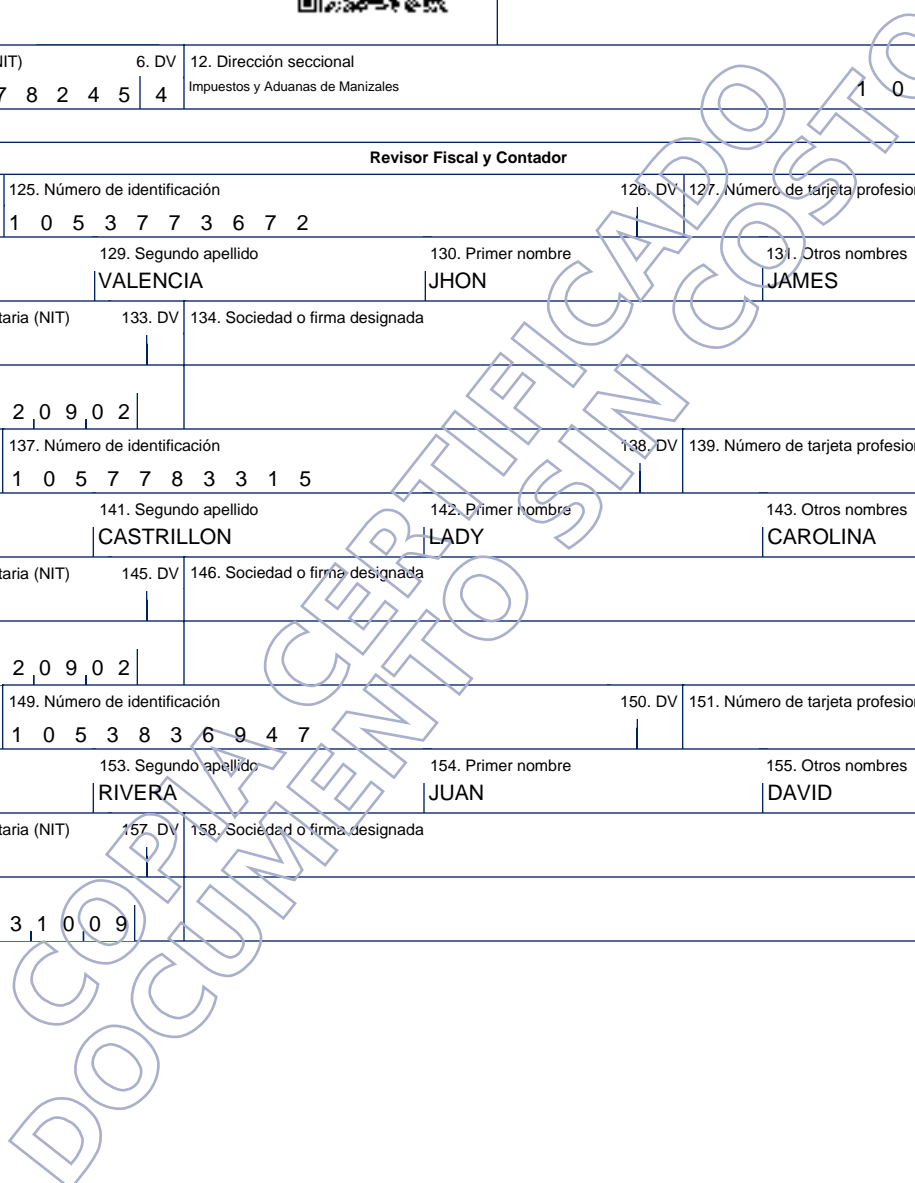 NIT) 6. DV 12. Dirección seccional
7 8 2 4 5 4 Impuestos y Aduanas de Manizales 1 0
Revisor Fiscal y Contador
125. Número de identificación 126. DV 127. Número de tarjeta profesion
1 0 5 3 7 7 3 6 7 2
129. Segundo apellido 130. Primer nombre 131. Otros nombres
VALENCIA JHON JAMES
taria (NIT) 133. DV 134. Sociedad o firma designada
2 0 9 0 2
137. Número de identificación 138. DV 139. Número de tarjeta profesion
1 0 5 7 7 8 3 3 1 5
141. Segundo apellido 142. Primer nombre 143. Otros nombres
CASTRILLON LADY CAROLINA
taria (NIT) 145. DV 146. Sociedad o firma designada
2 0 9 0 2
149. Número de identificación 150. DV 151. Número de tarjeta profesion
1 0 5 3 8 3 6 9 4 7
153. Segundo apellido 154. Primer nombre 155. Otros nombres
RIVERA JUAN DAVID
taria (NIT) 157. DV 158. Sociedad o firma designada
3 1 0 0 9
COPIA CERTIFICADO
DOCUMENTO SIN COSTO